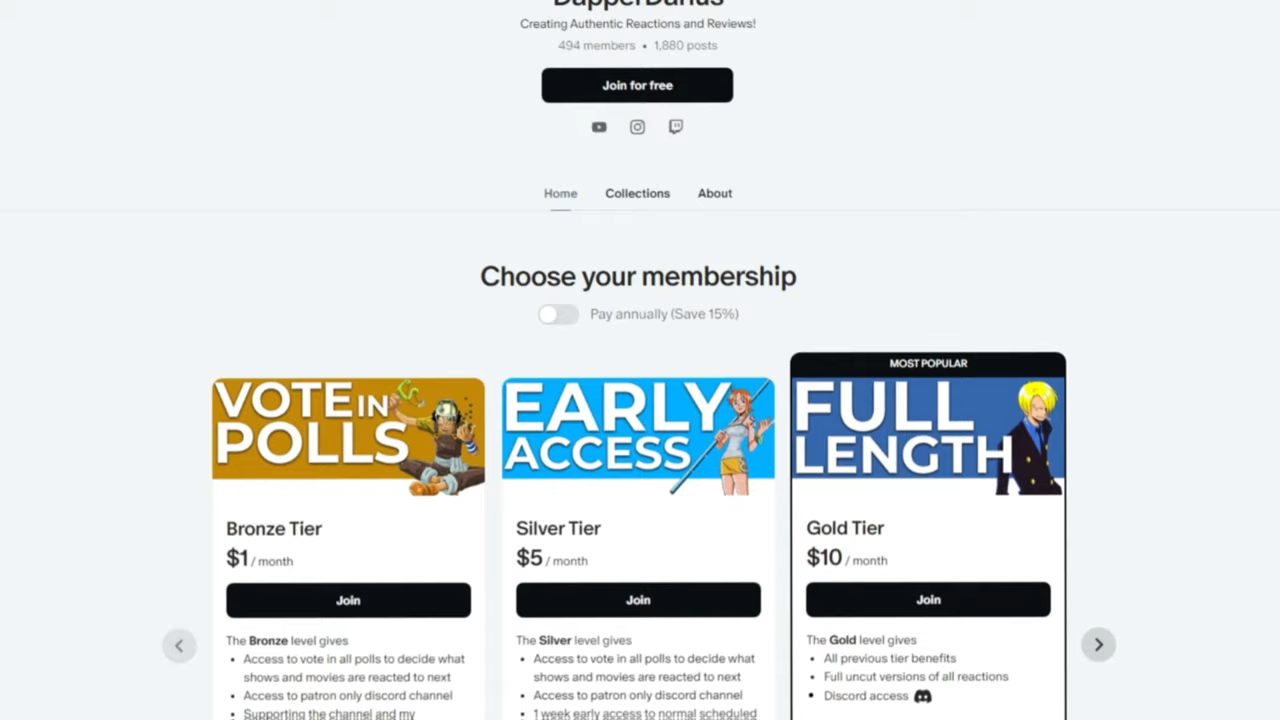 DapperDarius
Creating Authentic Reactions and Reviews!
494 members • 1,880 posts
Join for free
Home Collections About
Choose your membership
Pay annually (Save 15%)
MOST POPULAR
VOTE IN
POLLS
EARLY
ACCESS
FULL
LENGTH
Bronze Tier
$1 / month
Join
The Bronze level gives
• Access to vote in all polls to decide what
shows and movies are reacted to next
• Access to patron only discord channel
• Supporting the channel and my
Silver Tier
$5 / month
Join
The Silver level gives
• Access to vote in all polls to decide what
shows and movies are reacted to next
• Access to patron only discord channel
• 1 week early access to normal scheduled
Gold Tier
$10 / month
Join
The Gold level gives
• All previous tier benefits
• Full uncut versions of all reactions
• Discord access